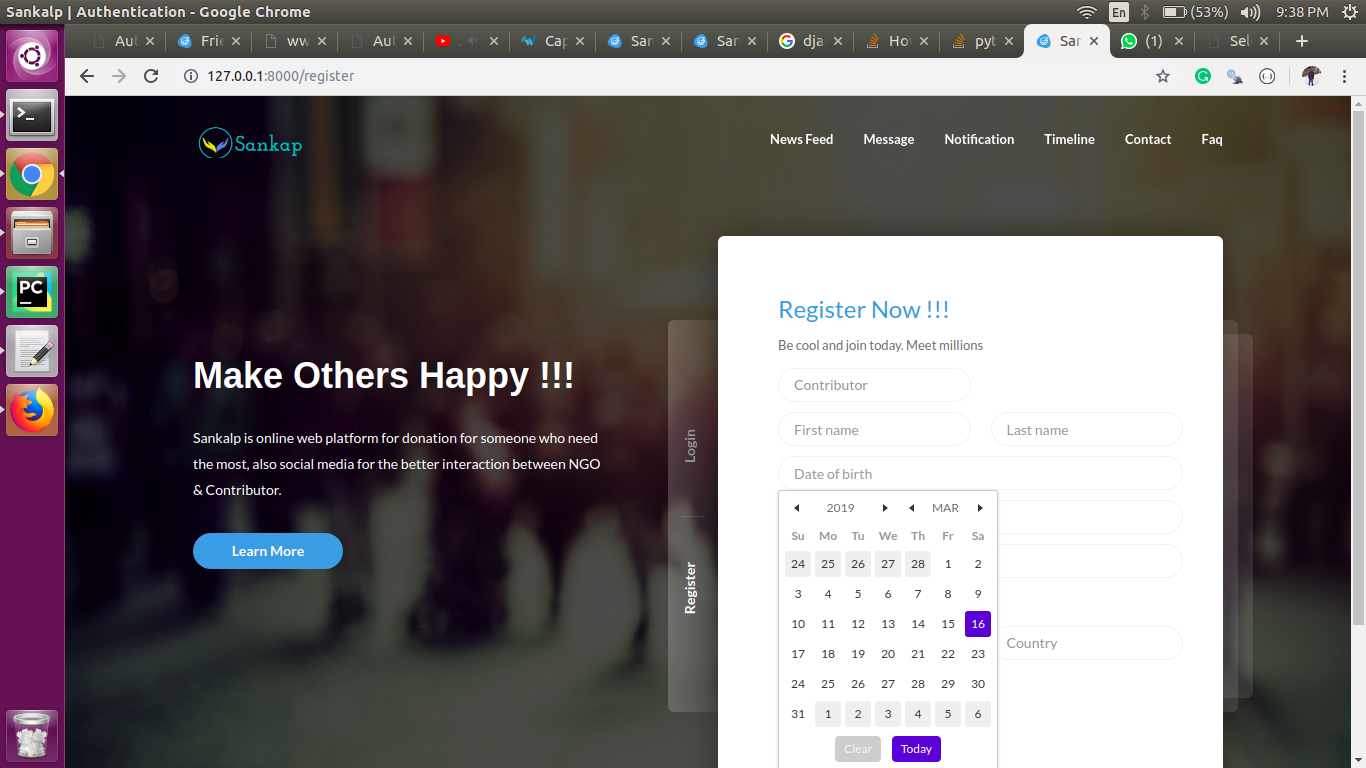 Sankalp | Authentication - Google Chrome
En (53%) 9:38 PM
Aut Frie ww Aut Cap San San dja Ho pyt San (1) Sel
127.0.0.1:8000/register
Sankap
News Feed Message Notification Timeline Contact Faq
Make Others Happy !!!
Sankalp is online web platform for donation for someone who need
the most, also social media for the better interaction between NGO
& Contributor.
Learn More
Login
Register
Register Now !!!
Be cool and join today. Meet millions
Contributor
First name Last name
Date of birth
2019 MAR
Su Mo Tu We Th Fr Sa
24 25 26 27 28 1 2
3 4 5 6 7 8 9
10 11 12 13 14 15 16
17 18 19 20 21 22 23
24 25 26 27 28 29 30
31 1 2 3 4 5 6
Clear Today
Country
PC